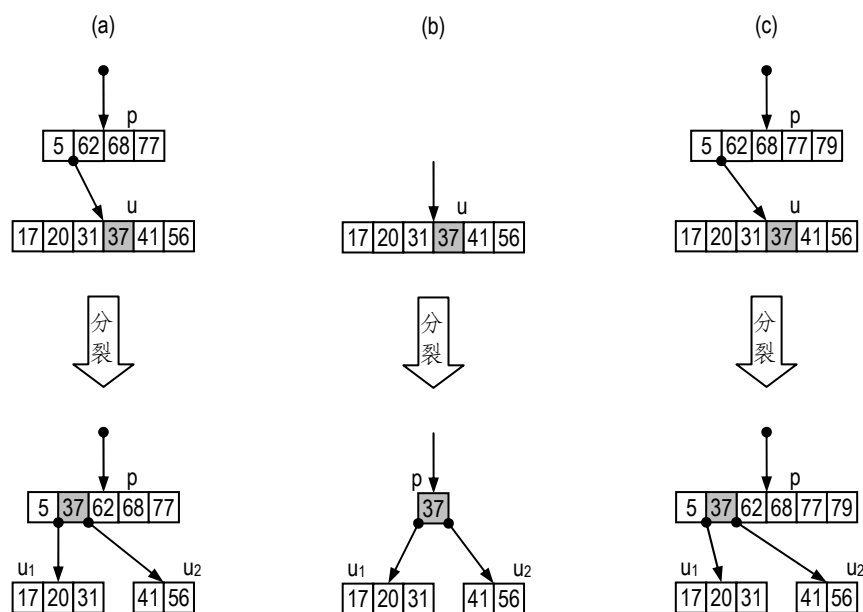 (a) (b) (c)
p p
5 62 68 77 5 62 68 77 79
u u u
17 20 31 37 41 56 17 20 31 37 41 56 17 20 31 37 41 56
分裂 分裂 分裂
p p p
5 37 62 68 77 37 5 37 62 68 77 79
u1 u2 u1 u2 u1 u2
17 20 31 41 56 17 20 31 41 56 17 20 31 41 56